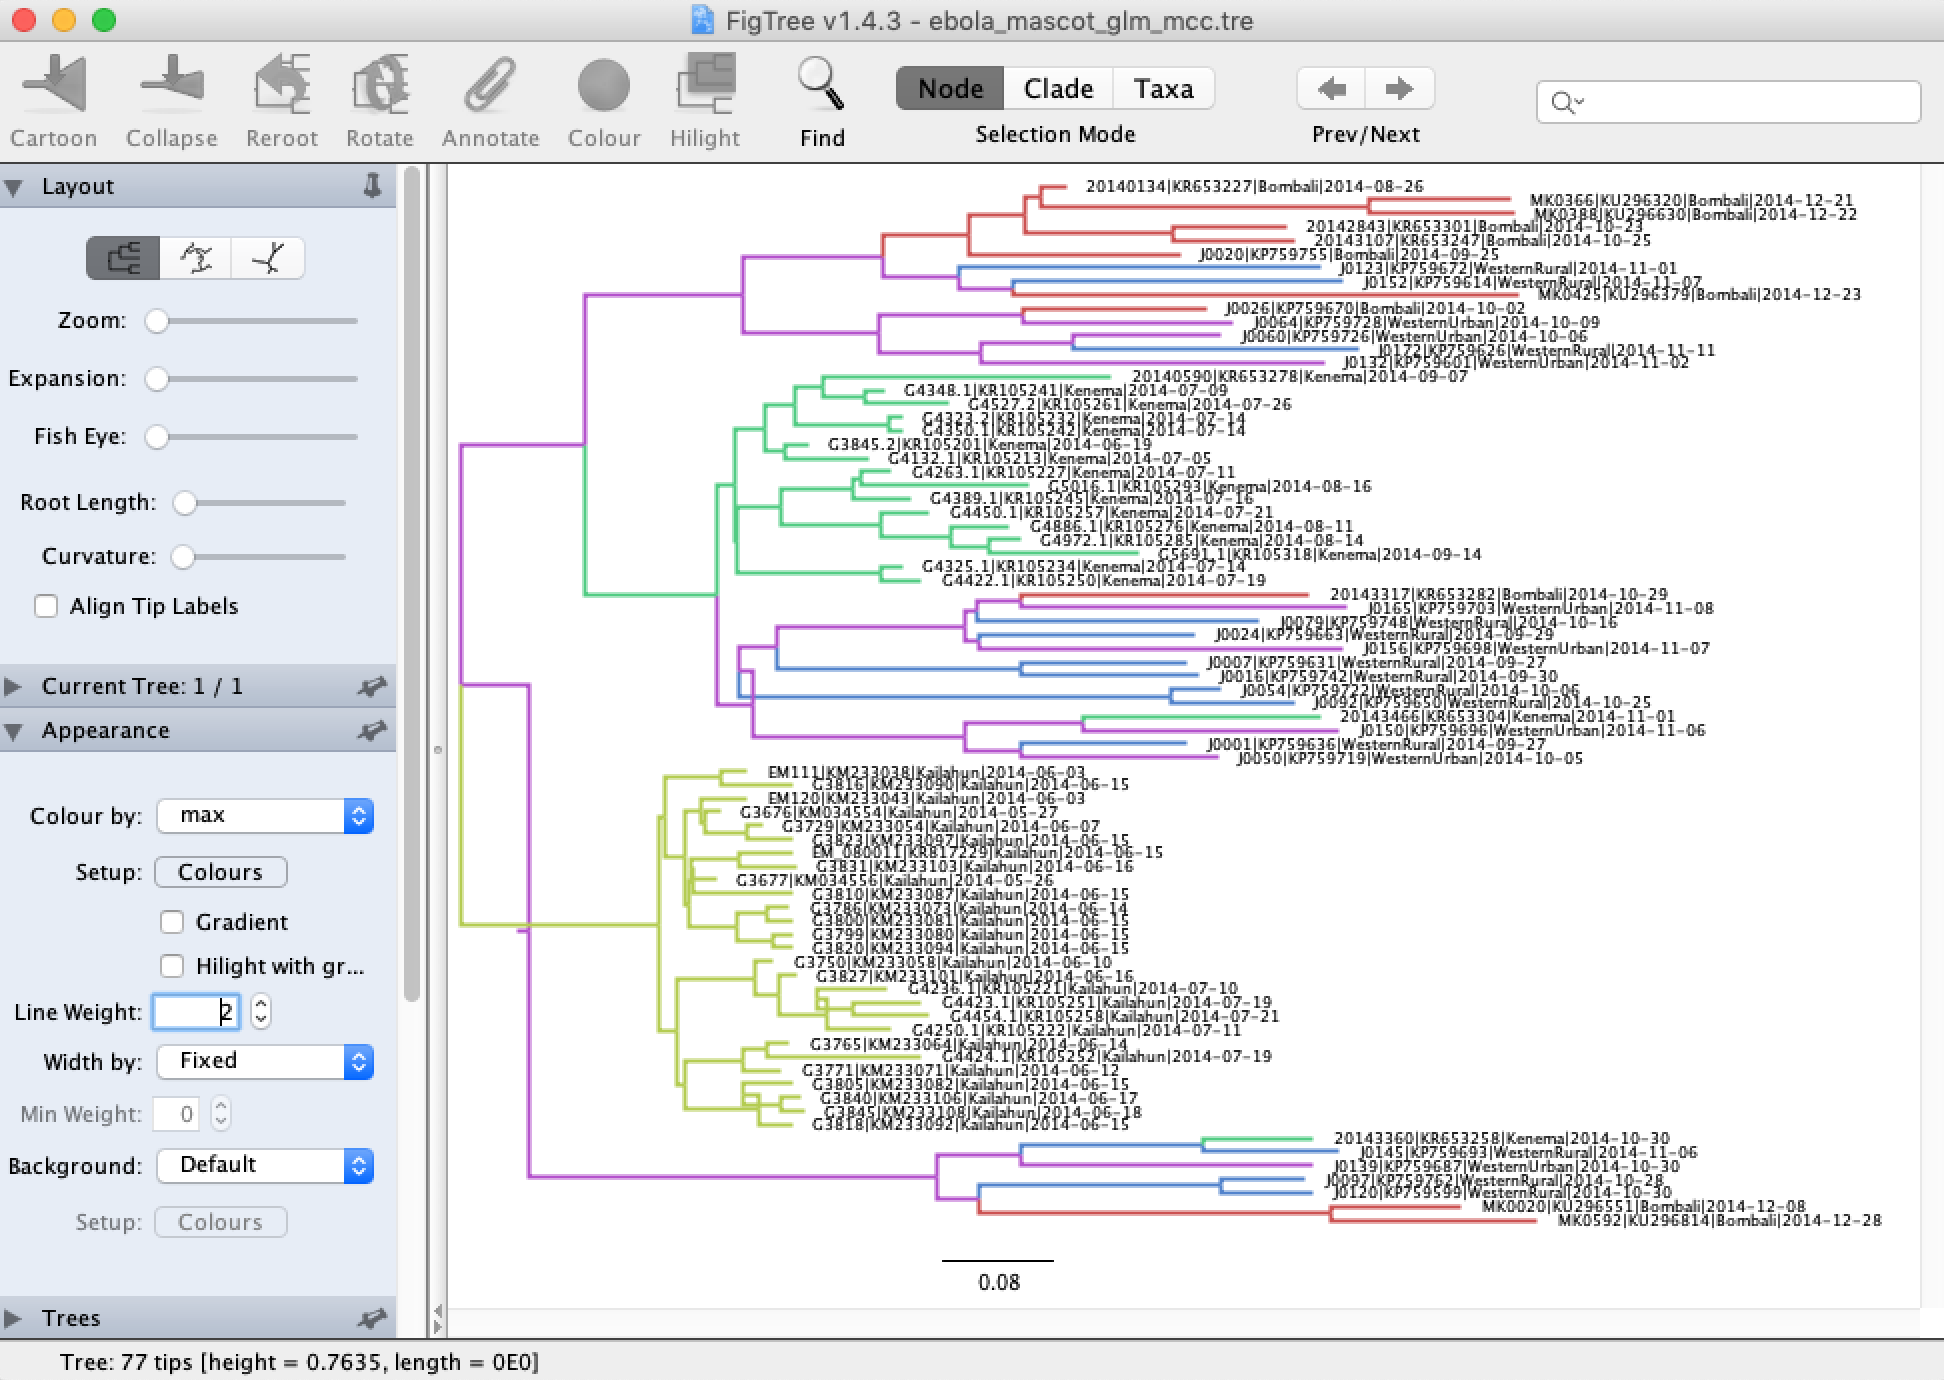 FigTree v1.4.3 - ebola_mascot_glm_mcc.tre
Cartoon Collapse Reroot Rotate Annotate Colour Hilight Find
Node Clade Taxa
Selection Mode
Prev/Next
Layout
Zoom:
Expansion:
Fish Eye:
Root Length:
Curvature:
Align Tip Labels
Current Tree: 1 / 1
Appearance
Colour by: max
Setup: Colours
Gradient
Hilight with gr...
Line Weight: 2
Width by: Fixed
Min Weight: 0
Background: Default
Setup: Colours
Trees
20140134|KR653227|Bombali|2014-08-26
MK0366|KU296320|Bombali|2014-12-21
MK0388|KU296630|Bombali|2014-12-22
20142843|KR653301|Bombali|2014-10-23
20143107|KR653247|Bombali|2014-10-25
J0020|KP759755|Bombali|2014-09-25
J0123|KP759672|WesternRural|2014-11-01
J0152|KP759614|WesternRural|2014-11-07
MK0425|KU296379|Bombali|2014-12-23
J0026|KP759670|Bombali|2014-10-02
J0064|KP759728|WesternUrban|2014-10-09
J0060|KP759726|WesternUrban|2014-10-06
J0172|KP759626|WesternRural|2014-11-11
J0132|KP759601|WesternUrban|2014-11-02
20140590|KR653278|Kenema|2014-09-07
G4348.1|KR105241|Kenema|2014-07-09
G4527.2|KR105261|Kenema|2014-07-26
G4323.2|KR105232|Kenema|2014-07-14
G4350.1|KR105242|Kenema|2014-07-14
G3845.2|KR105201|Kenema|2014-06-19
G4132.1|KR105213|Kenema|2014-07-05
G4263.1|KR105227|Kenema|2014-07-11
G5016.1|KR105293|Kenema|2014-08-16
G4389.1|KR105245|Kenema|2014-07-16
G4450.1|KR105257|Kenema|2014-07-21
G4886.1|KR105276|Kenema|2014-08-11
G4972.1|KR105285|Kenema|2014-08-14
G5691.1|KR105318|Kenema|2014-09-14
G4325.1|KR105234|Kenema|2014-07-14
G4422.1|KR105250|Kenema|2014-07-19
20143317|KR653282|Bombali|2014-10-29
J0165|KP759703|WesternUrban|2014-11-08
J0079|KP759748|WesternRural|2014-10-16
J0024|KP759663|WesternRural|2014-09-29
J0156|KP759698|WesternUrban|2014-11-07
J0007|KP759631|WesternRural|2014-09-27
J0016|KP759742|WesternRural|2014-09-30
J0054|KP759722|WesternRural|2014-10-06
J0092|KP759650|WesternRural|2014-10-25
20143466|KR653304|Kenema|2014-11-01
J0150|KP759696|WesternUrban|2014-11-06
J0001|KP759636|WesternRural|2014-09-27
J0050|KP759719|WesternUrban|2014-10-05
EM111|KM233038|Kailahun|2014-06-03
G3816|KM233090|Kailahun|2014-06-15
EM120|KM233043|Kailahun|2014-06-03
G3676|KM034554|Kailahun|2014-05-27
G3729|KM233054|Kailahun|2014-06-07
G3823|KM233097|Kailahun|2014-06-15
EM_080011|KR817229|Kailahun|2014-06-15
G3831|KM233103|Kailahun|2014-06-16
G3677|KM034556|Kailahun|2014-05-26
G3810|KM233087|Kailahun|2014-06-15
G3786|KM233073|Kailahun|2014-06-14
G3800|KM233081|Kailahun|2014-06-15
G3799|KM233080|Kailahun|2014-06-15
G3820|KM233094|Kailahun|2014-06-15
G3750|KM233058|Kailahun|2014-06-10
G3827|KM233101|Kailahun|2014-06-16
G4236.1|KR105221|Kailahun|2014-07-10
G4423.1|KR105251|Kailahun|2014-07-19
G4454.1|KR105258|Kailahun|2014-07-21
G4250.1|KR105222|Kailahun|2014-07-11
G3765|KM233064|Kailahun|2014-06-14
G4424.1|KR105252|Kailahun|2014-07-19
G3771|KM233071|Kailahun|2014-06-12
G3805|KM233082|Kailahun|2014-06-15
G3840|KM233106|Kailahun|2014-06-17
G3845|KM233108|Kailahun|2014-06-18
G3818|KM233092|Kailahun|2014-06-15
20143360|KR653258|Kenema|2014-10-30
J0145|KP759693|WesternRural|2014-11-06
J0139|KP759687|WesternUrban|2014-10-30
J0097|KP759762|WesternRural|2014-10-28
J0120|KP759599|WesternRural|2014-10-30
MK0020|KU296551|Bombali|2014-12-08
MK0592|KU296814|Bombali|2014-12-28
0.08
Tree: 77 tips [height = 0.7635, length = 0E0]